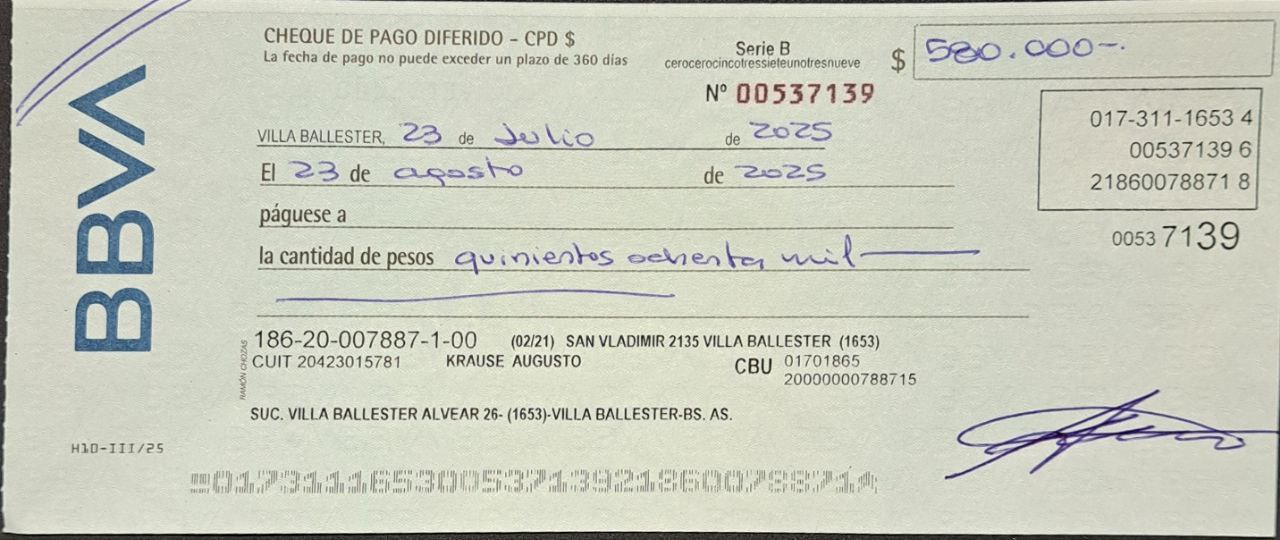 BBVA
CHEQUE DE PAGO DIFERIDO - CPD $
La fecha de pago no puede exceder un plazo de 360 días
Serie B
cerocerocincotressieteunotresnueve
Nº 00537139
$ 580.000-.
017-311-1653 4
00537139 6
21860078871 8
0053 7139
VILLA BALLESTER, 23 de Julio de 2025
El 23 de agosto de 2025
páguese a
la cantidad de pesos quinientos ochenta mil
186-20-007887-1-00 (02/21) SAN VLADIMIR 2135 VILLA BALLESTER (1653)
CUIT 20423015781 KRAUSE AUGUSTO CBU 01701865
20000000788715
RAMÓN CHOZAS
SUC. VILLA BALLESTER ALVEAR 26- (1653)-VILLA BALLESTER-BS. AS.
H10-III/25
01731116530053713921860078871